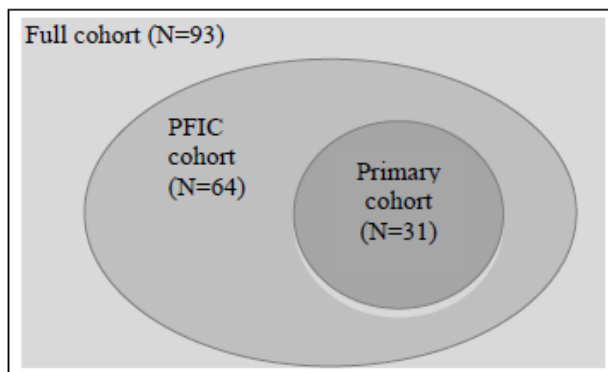 Full cohort (N=93)
PFIC
cohort
(N=64)
Primary
cohort
(N=31)